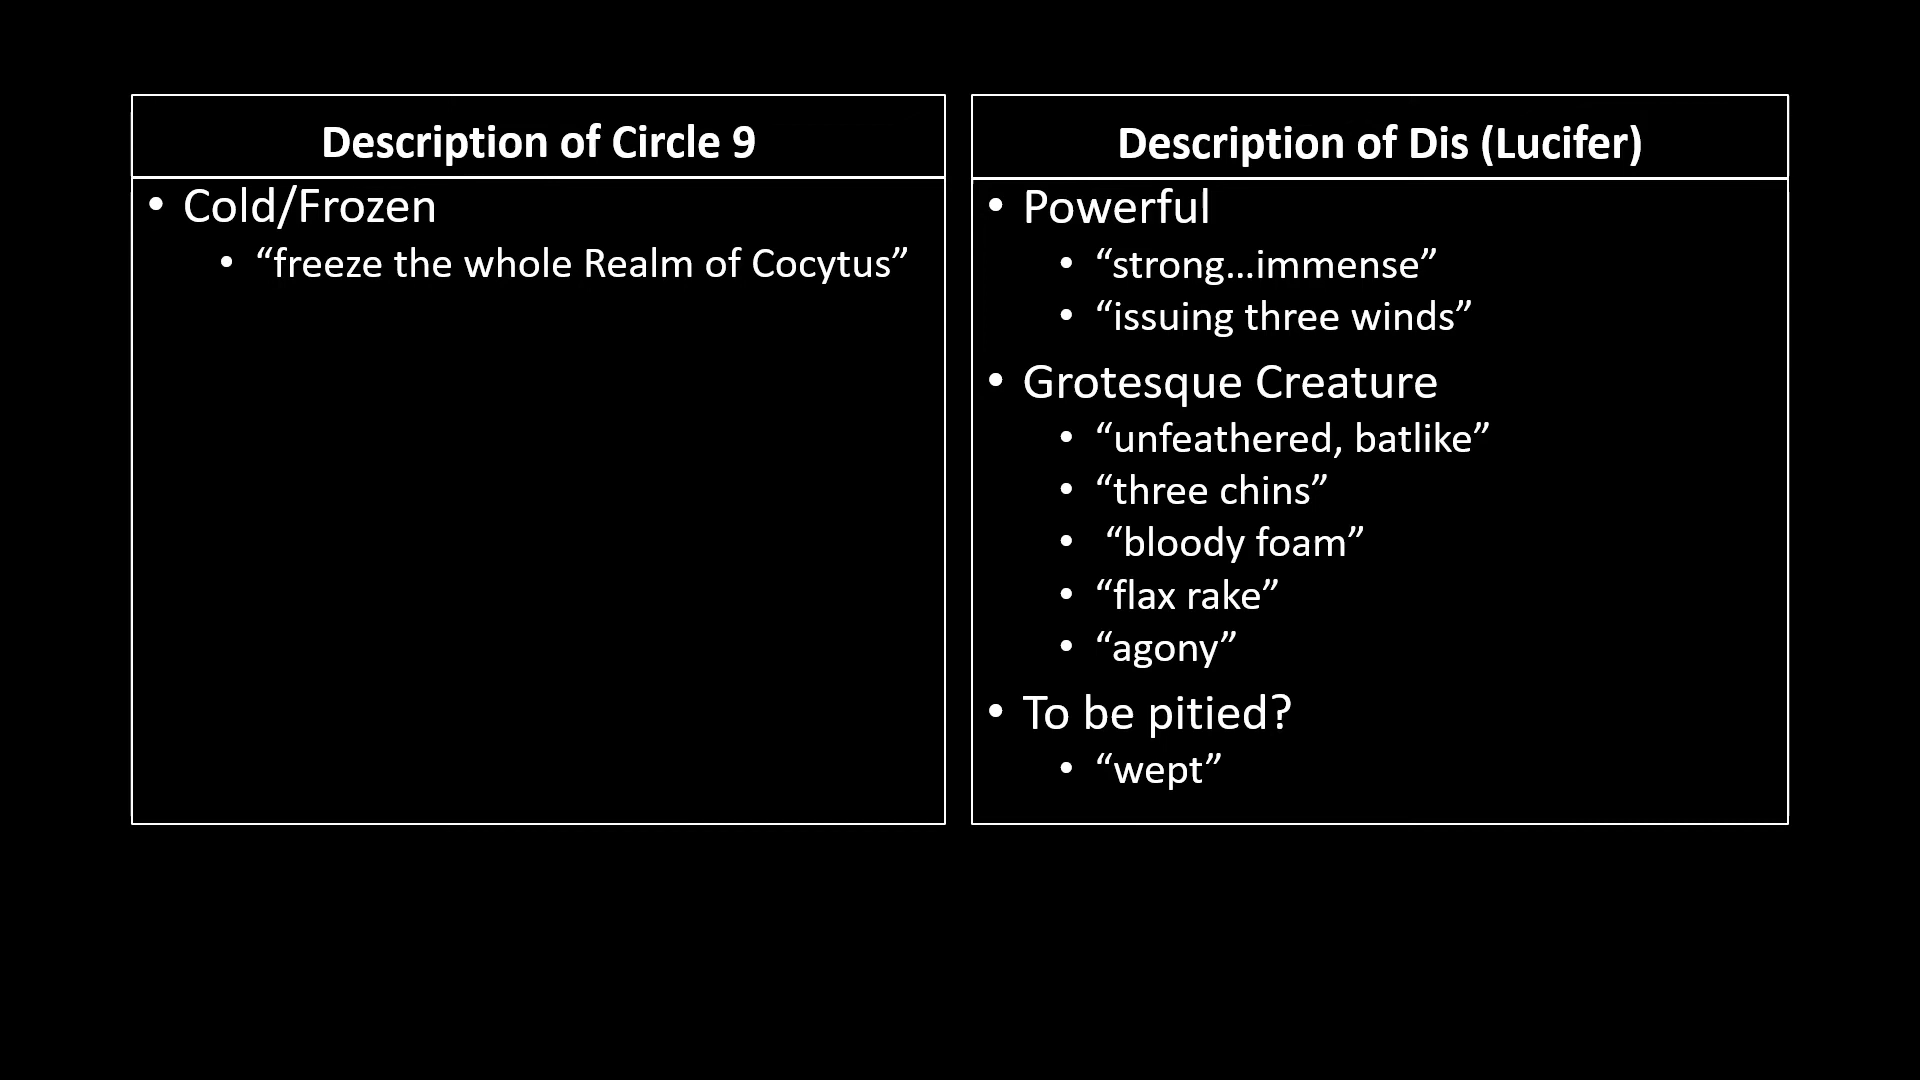 Description of Circle 9
• Cold/Frozen
• “freeze the whole Realm of Cocytus”
Description of Dis (Lucifer)
• Powerful
• “strong…immense”
• “issuing three winds”
• Grotesque Creature
• “unfeathered, batlike”
• “three chins”
• “bloody foam”
• “flax rake”
• “agony”
• To be pitied?
• “wept”